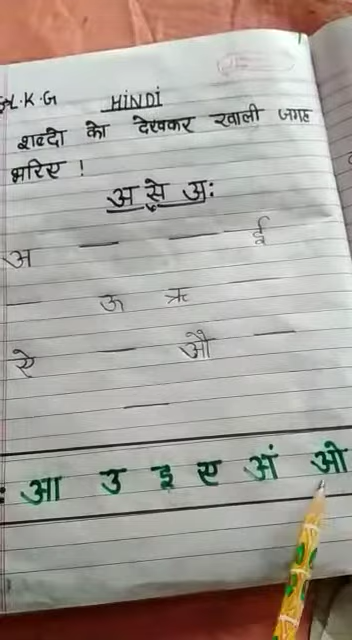 L.K.G HINDI
शब्दो को देखकर खाली जगह
भरिए !
अ से अः
अ — — ई
— ऊ ऋ
ऐ — औ —
—
: आ उ इ ए अं ओ